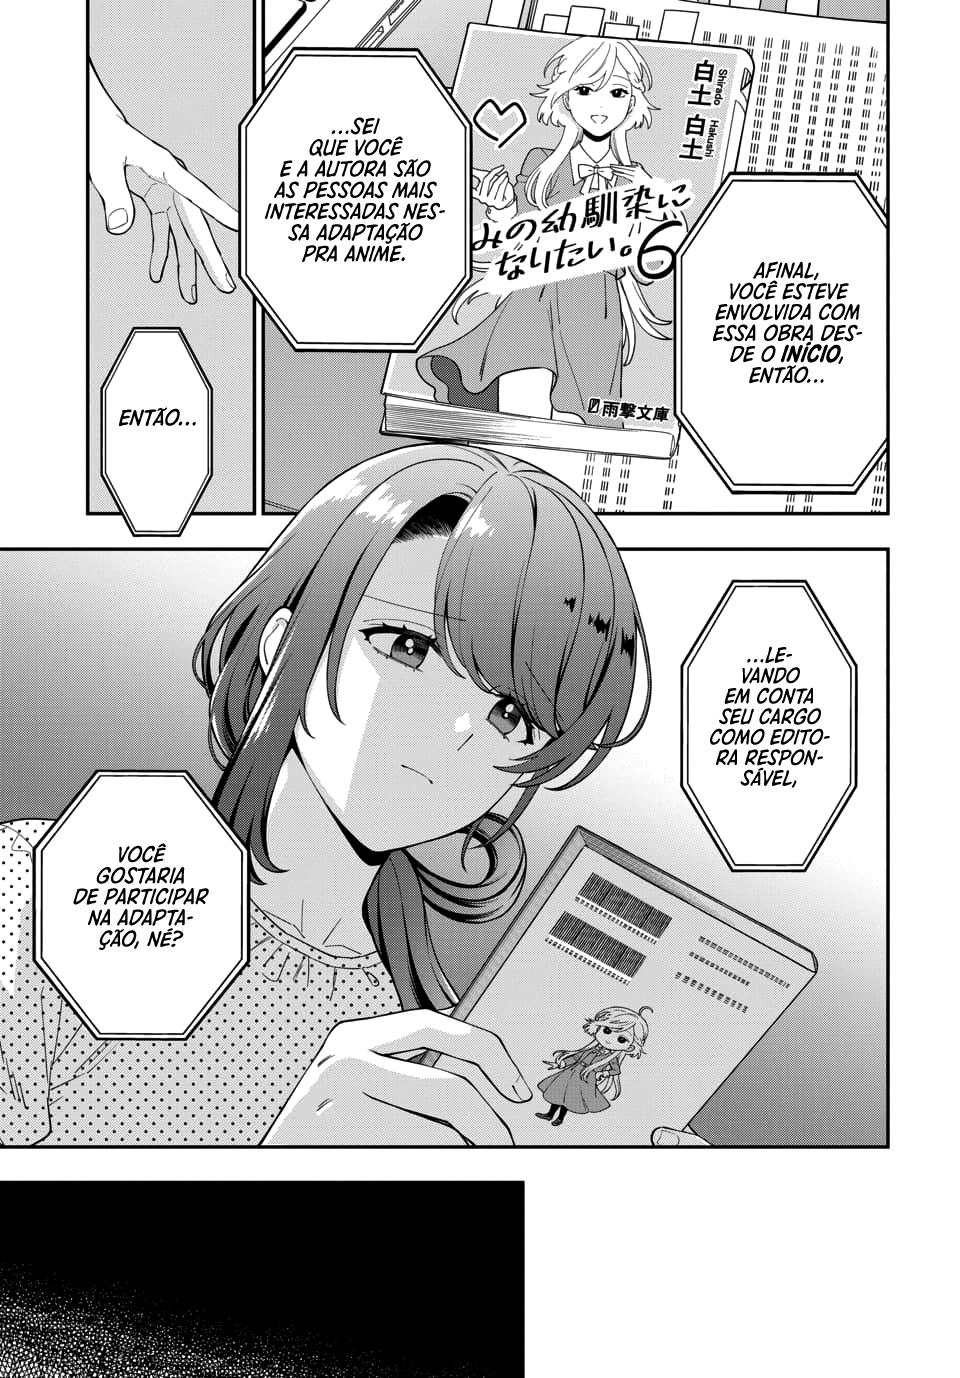 AFINAL,
VOCÊ ESTEVE
ENVOLVIDA COM
ESSA OBRA DES-
DE O INÍCIO,
ENTÃO...
白土 白土
Shirado Hakushi
みの幼馴染に
なりたい。6
雨撃文庫
...SEI
QUE VOCÊ
E A AUTORA SÃO
AS PESSOAS MAIS
INTERESSADAS NES-
SA ADAPTAÇÃO
PRA ANIME.
ENTÃO...
...LE-
VANDO
EM CONTA
SEU CARGO
COMO EDITO-
RA RESPON-
SÁVEL,
VOCÊ
GOSTARIA
DE PARTICIPAR
NA ADAPTA-
ÇÃO, NÉ?